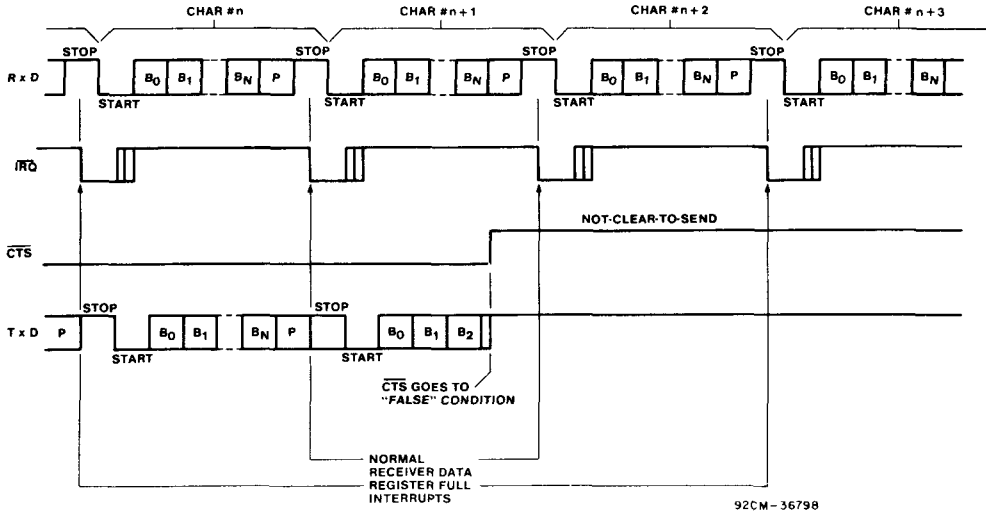 CHAR #n CHAR #n+1 CHAR #n+2 CHAR #n+3
STOP STOP STOP STOP
R x D B0 B1 BN P B0 B1 BN P B0 B1 BN P B0 B1 BN
START START START START
IRQ
NOT-CLEAR-TO-SEND
CTS
STOP STOP
T x D P B0 B1 BN P B0 B1 B2
START START
CTS GOES TO
"FALSE" CONDITION
NORMAL
RECEIVER DATA
REGISTER FULL
INTERRUPTS
92CM-36798